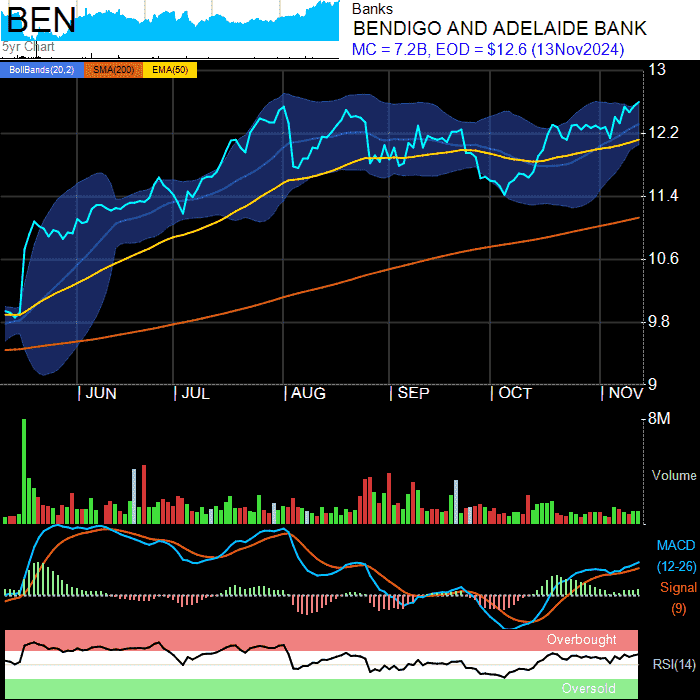 BEN
5yr Chart
Banks
BENDIGO AND ADELAIDE BANK
MC = 7.2B, EOD = $12.6 (13Nov2024)
BollBands(20,2) SMA(200) EMA(50)
13
12.2
11.4
10.6
9.8
9
| JUN | JUL | AUG | SEP | OCT | NOV
8M
Volume
MACD
(12-26)
Signal
(9)
Overbought
RSI(14)
Oversold